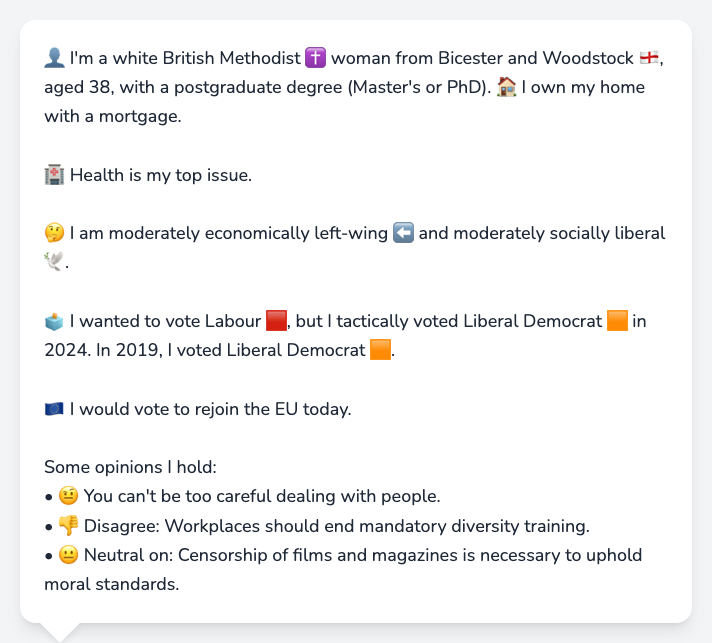 👤 I'm a white British Methodist ✝️ woman from Bicester and Woodstock 🏴󠁧󠁢󠁥󠁮󠁧󠁿,
aged 38, with a postgraduate degree (Master's or PhD). 🏠 I own my home
with a mortgage.
🏥 Health is my top issue.
🤔 I am moderately economically left-wing ⬅️ and moderately socially liberal
🕊️.
🗳️ I wanted to vote Labour 🟥, but I tactically voted Liberal Democrat 🟧 in
2024. In 2019, I voted Liberal Democrat 🟧.
🇪🇺 I would vote to rejoin the EU today.
Some opinions I hold:
• 🤨 You can't be too careful dealing with people.
• 👎 Disagree: Workplaces should end mandatory diversity training.
• 😐 Neutral on: Censorship of films and magazines is necessary to uphold
moral standards.